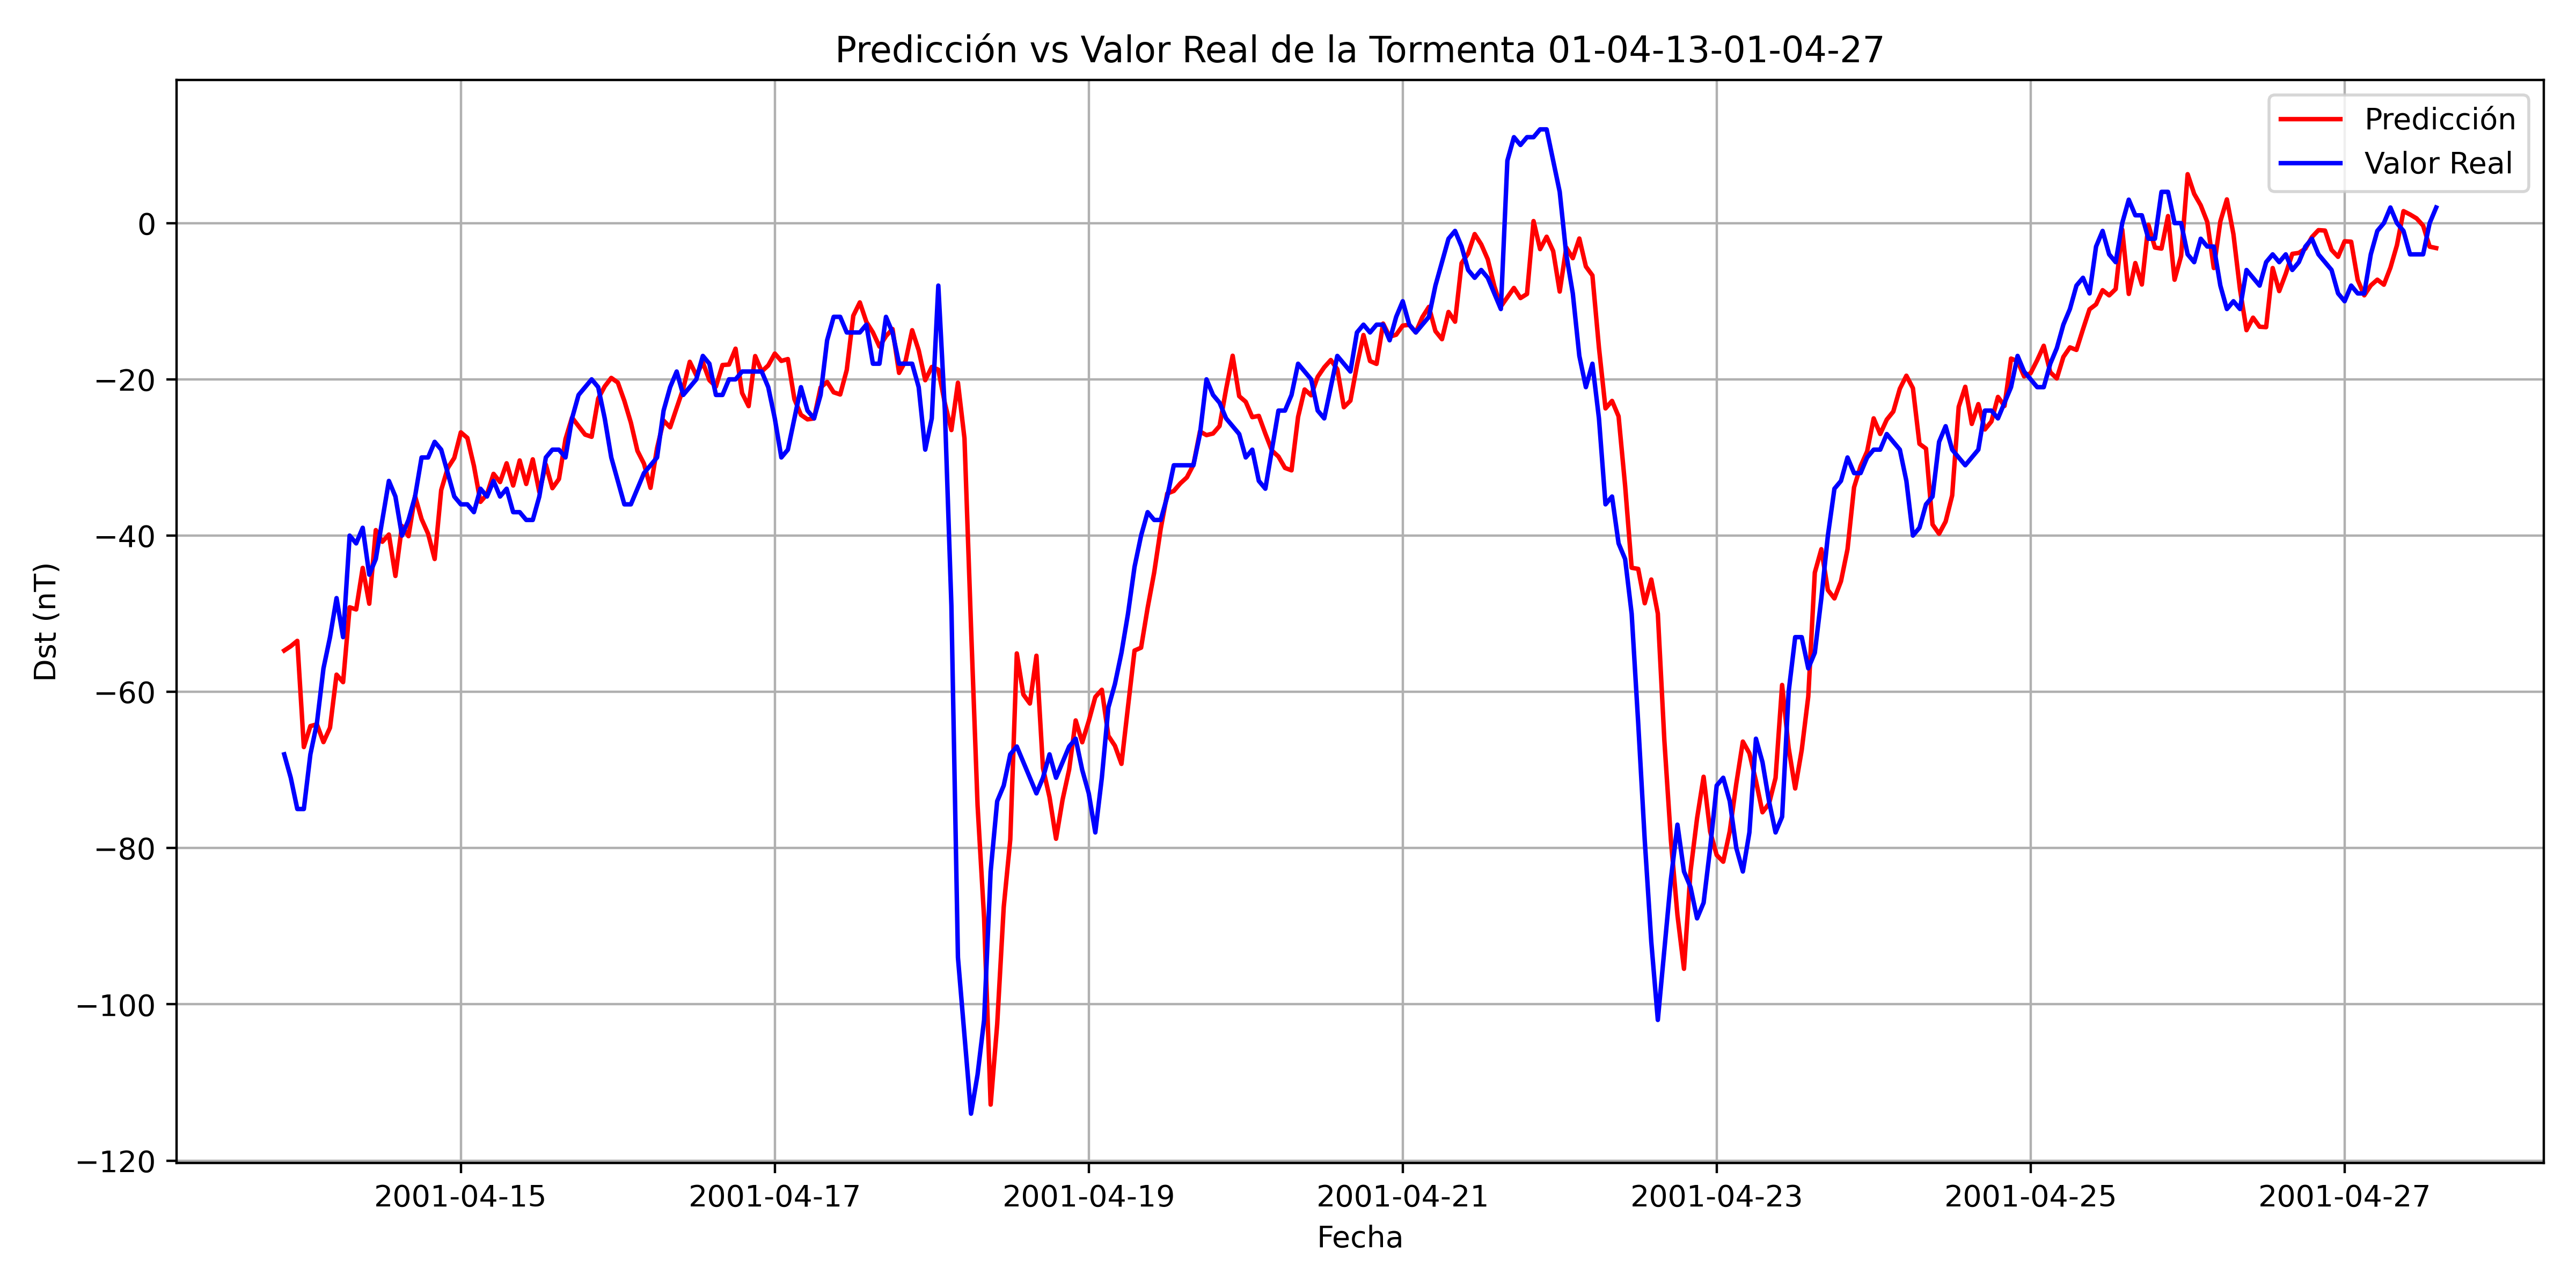 Predicción vs Valor Real de la Tormenta 01-04-13-01-04-27
Predicción
Valor Real
Dst (nT)
0
−20
−40
−60
−80
−100
−120
2001-04-15 2001-04-17 2001-04-19 2001-04-21 2001-04-23 2001-04-25 2001-04-27
Fecha